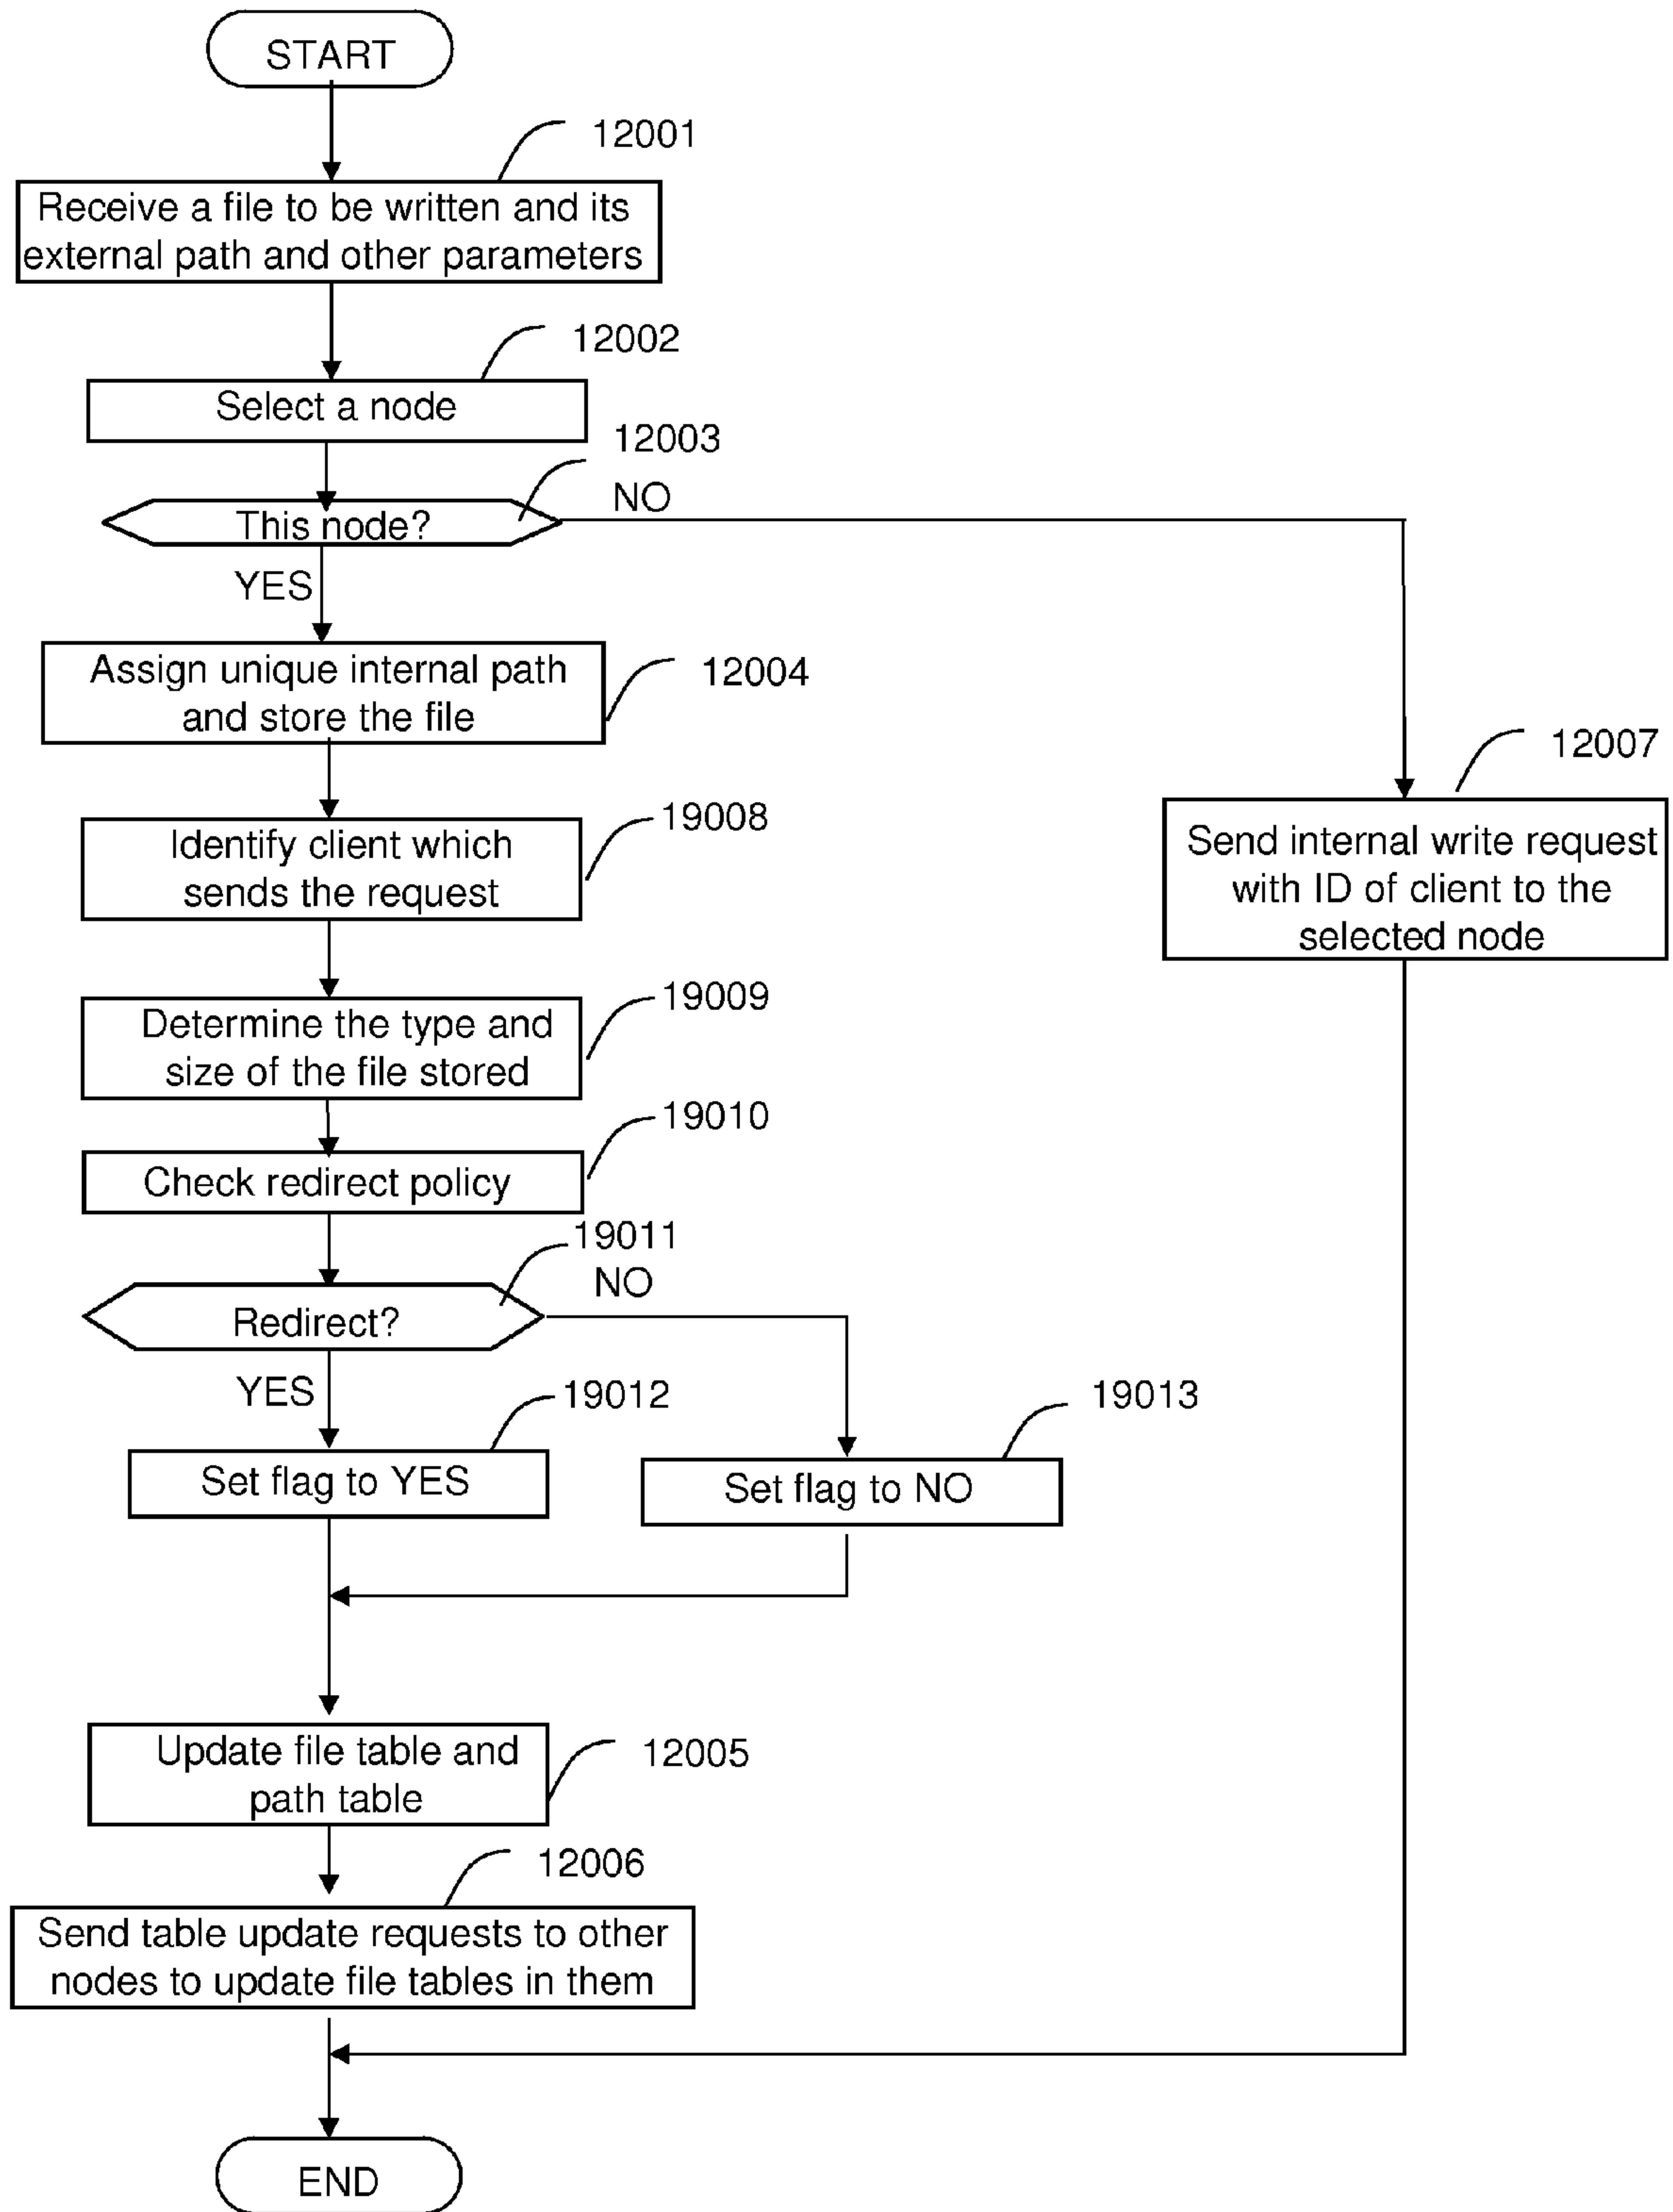 START
12001
Receive a file to be written and its
external path and other parameters
12002
Select a node
12003
NO
This node?
YES
Assign unique internal path
and store the file
12004
12007
Send internal write request
with ID of client to the
selected node
19008
Identify client which
sends the request
19009
Determine the type and
size of the file stored
19010
Check redirect policy
19011
NO
Redirect?
YES
19012
19013
Set flag to YES
Set flag to NO
Update file table and
path table
12005
12006
Send table update requests to other
nodes to update file tables in them
END